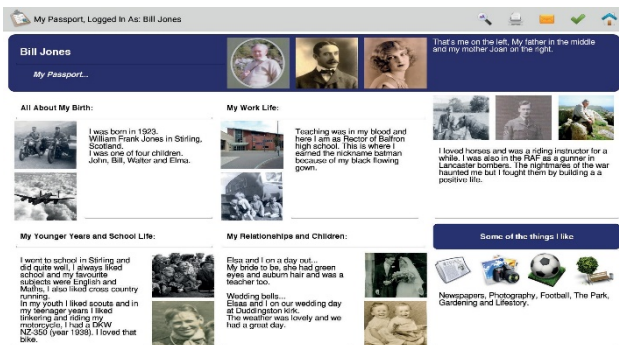 My Passport, Logged In As: Bill Jones
Bill Jones
My Passport...
That's me on the left, My father in the middle
and my mother Joan on the right.
All About My Birth:
I was born in 1923.
William Frank Jones in Stirling,
Scotland.
I was one of four children.
John, Bill, Walter and Elma.
My Work Life:
Teaching was in my blood and
here I am as Rector of Balfron
high school. This is where I
earned the nickname batman
because of my black flowing
gown.
I loved horses and was a riding instructor for a
while. I was also in the RAF as a gunner in
Lancaster bombers. The nightmares of the war
haunted me but I fought them by building a a
positive life.
My Younger Years and School Life:
I went to school in Stirling and
did quite well, I always liked
school and my favourite
subjects were English and
Maths, I also liked cross country
running.
In my youth I liked scouts and in
my teenager years I liked
tinkering and riding my
motorcycle, I had a DKW
NZ-350 (year 1938). I loved that
bike.
My Relationships and Children:
Elsa and I on a day out...
My bride to be, she had green
eyes and auburn hair and was a
teacher too.
Wedding bells...
Elsaa and I on our wedding day
at Duddingston kirk.
The weather was lovely and we
had a great day.
Some of the things I like
Newspapers, Photography, Football, The Park,
Gardening and Lifestory.